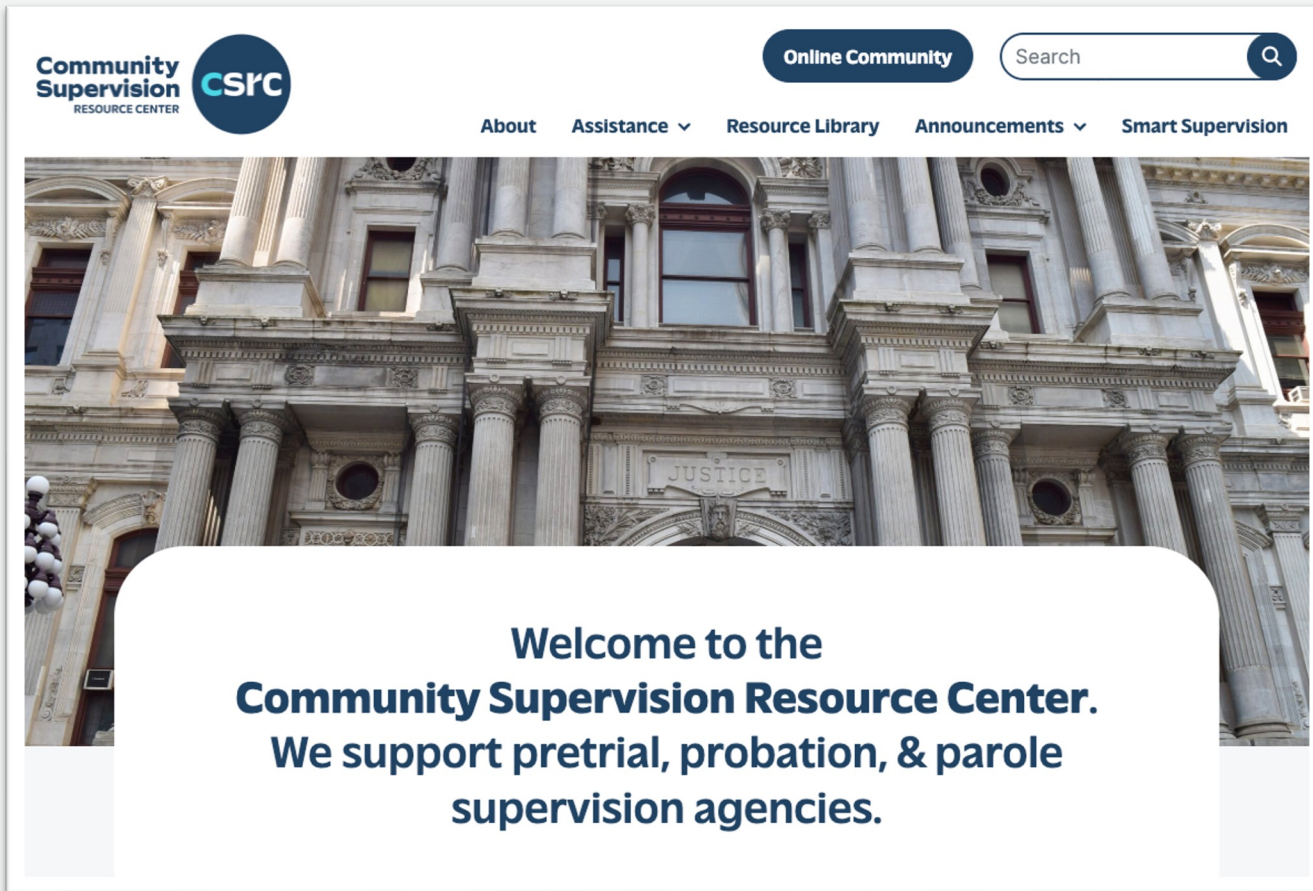 Community
Supervision
RESOURCE CENTER
csrc
Online Community
Search
About
Assistance
Resource Library
Announcements
Smart Supervision
JUSTICE
Welcome to the
Community Supervision Resource Center.
We support pretrial, probation, & parole
supervision agencies.